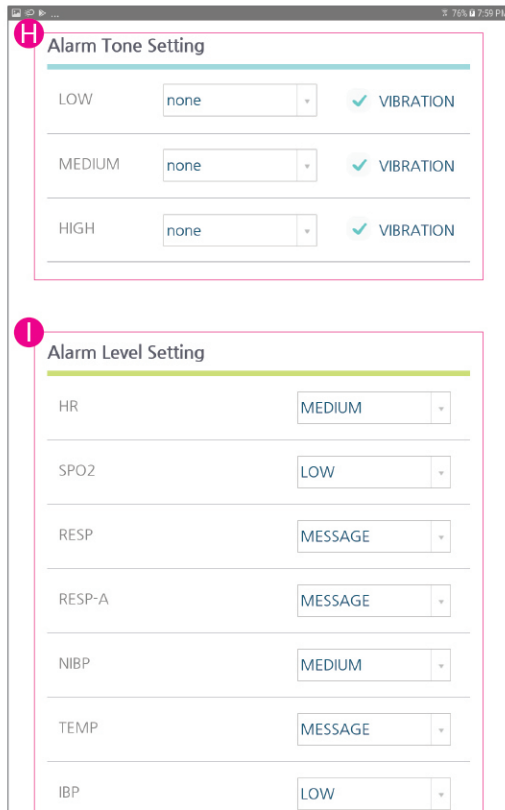 76% 7:59 PM
H
Alarm Tone Setting
LOW none VIBRATION
MEDIUM none VIBRATION
HIGH none VIBRATION
I
Alarm Level Setting
HR MEDIUM
SPO2 LOW
RESP MESSAGE
RESP-A MESSAGE
NIBP MEDIUM
TEMP MESSAGE
IBP LOW